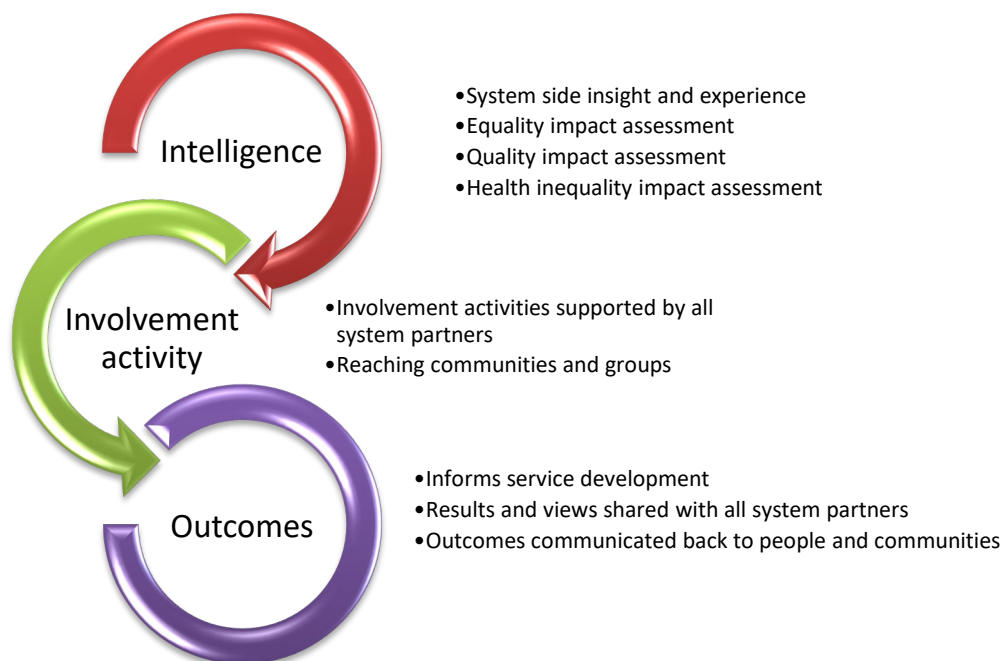 Intelligence
•System side insight and experience
•Equality impact assessment
•Quality impact assessment
•Health inequality impact assessment
Involvement
activity
•Involvement activities supported by all
system partners
•Reaching communities and groups
Outcomes
•Informs service development
•Results and views shared with all system partners
•Outcomes communicated back to people and communities